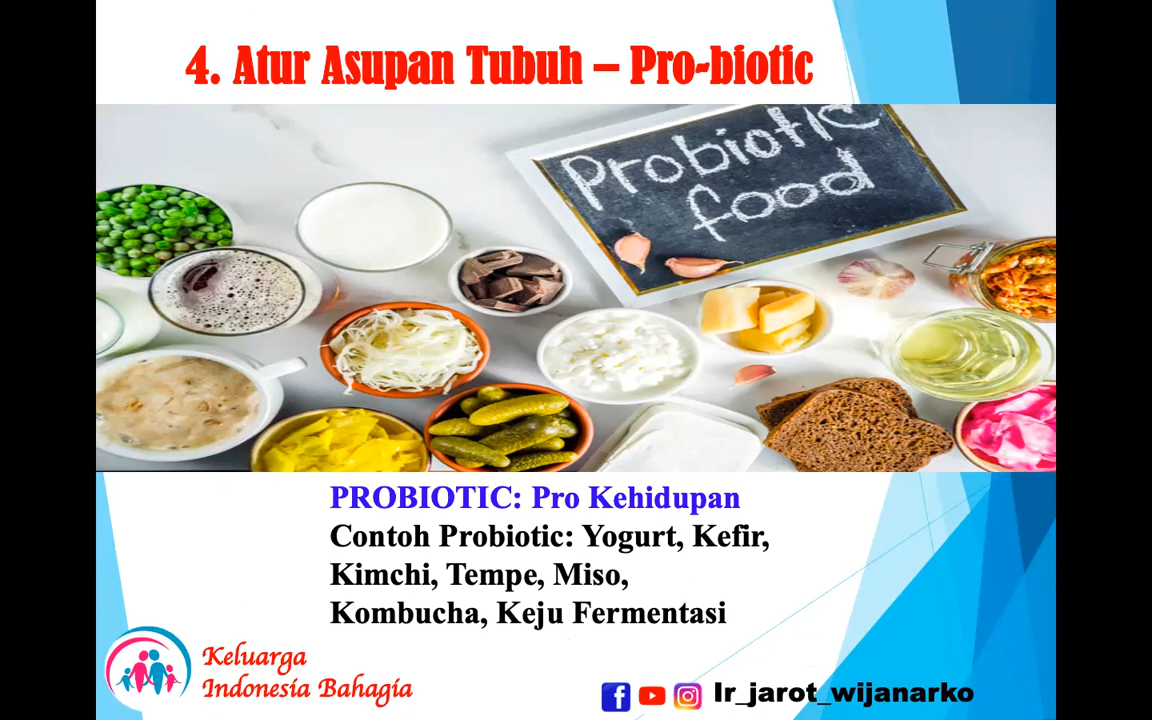 4. Atur Asupan Tubuh – Pro-biotic
Probiotic
food
PROBIOTIC: Pro Kehidupan
Contoh Probiotic: Yogurt, Kefir,
Kimchi, Tempe, Miso,
Kombucha, Keju Fermentasi
Keluarga
Indonesia Bahagia
Ir_jarot_wijanarko